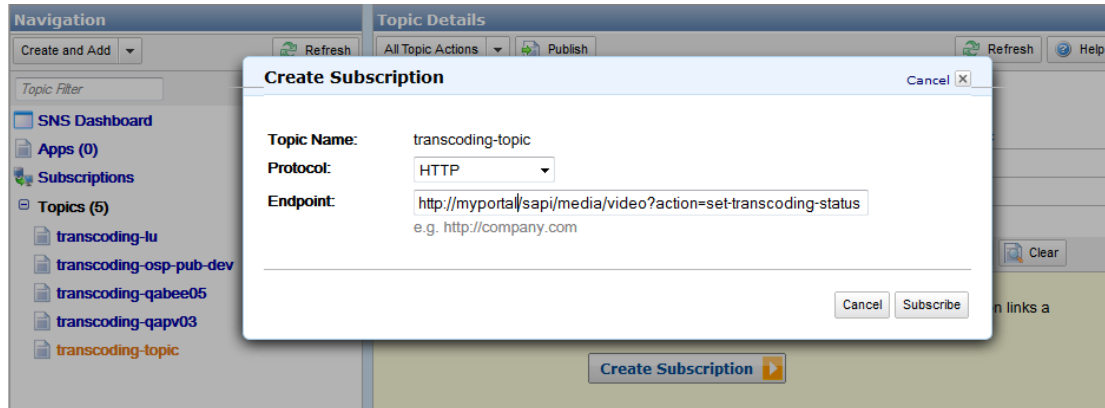 Navigation
Topic Details
Create and Add
Refresh
All Topic Actions
Publish
Refresh
Help
Topic Filter
SNS Dashboard
Apps (0)
Subscriptions
Topics (5)
transcoding-lu
transcoding-osp-pub-dev
transcoding-qabee05
transcoding-qapv03
transcoding-topic
Create Subscription
Cancel
Topic Name: transcoding-topic
Protocol: HTTP
Endpoint: http://myportal/sapi/media/video?action=set-transcoding-status
e.g. http://company.com
Cancel
Subscribe
Clear
links a
Create Subscription